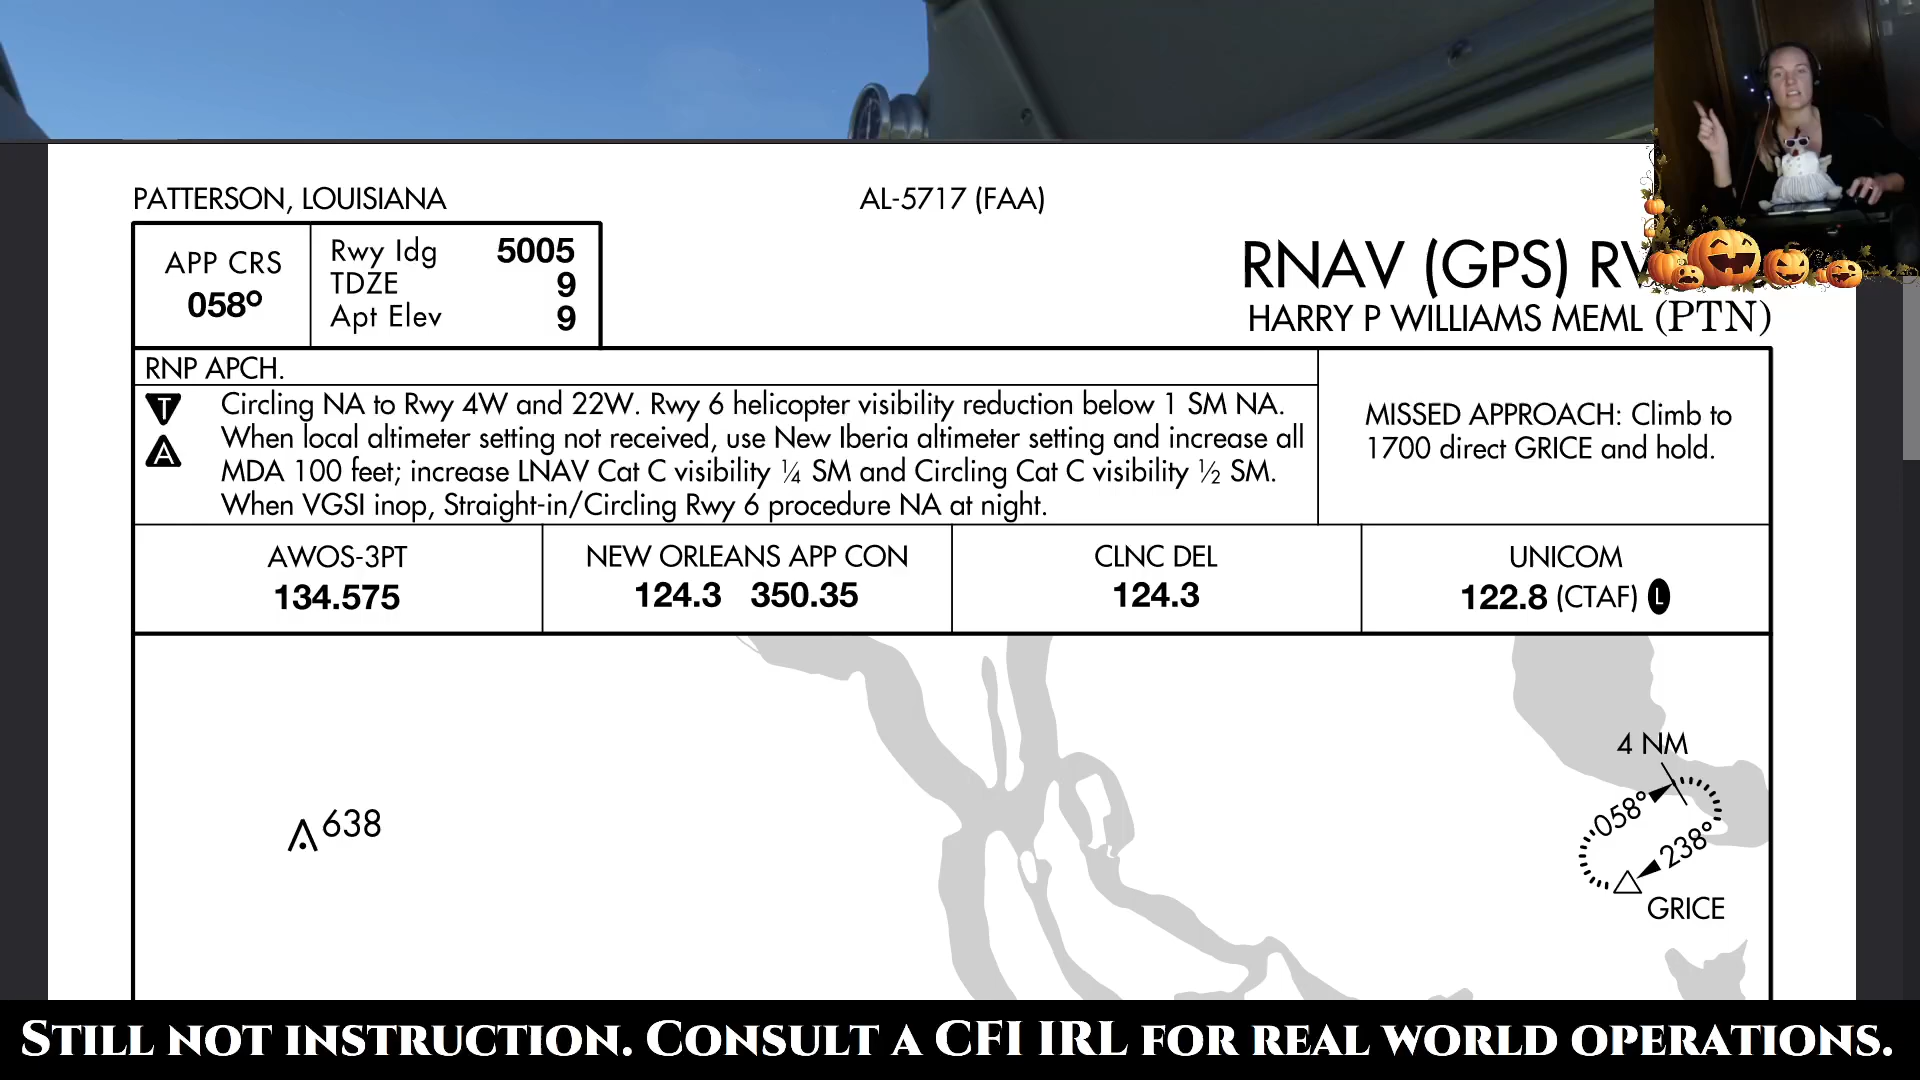 PATTERSON, LOUISIANA
AL-5717 (FAA)
APP CRS
058°
Rwy Idg 5005
TDZE 9
Apt Elev 9
RNAV (GPS)
HARRY P WILLIAMS MEML (PTN)
RNP APCH.
T
A
Circling NA to Rwy 4W and 22W. Rwy 6 helicopter visibility reduction below 1 SM NA.
When local altimeter setting not received, use New Iberia altimeter setting and increase all
MDA 100 feet; increase LNAV Cat C visibility ¼ SM and Circling Cat C visibility ½ SM.
When VGSI inop, Straight-in/Circling Rwy 6 procedure NA at night.
MISSED APPROACH: Climb to
1700 direct GRICE and hold.
AWOS-3PT
134.575
NEW ORLEANS APP CON
124.3 350.35
CLNC DEL
124.3
UNICOM
122.8 (CTAF) L
638
4 NM
058°
238°
GRICE
STILL NOT INSTRUCTION. CONSULT A CFI IRL FOR REAL WORLD OPERATIONS.